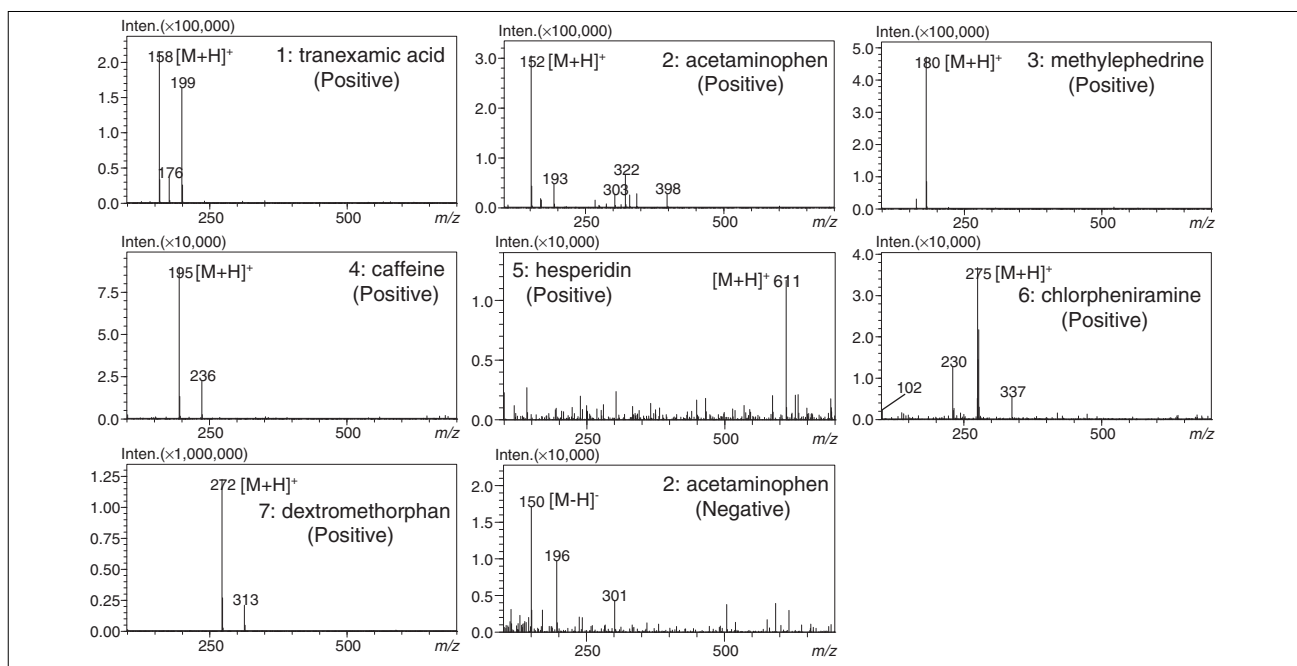 Inten.(×100,000)
158 [M+H]+
1: tranexamic acid
(Positive)
199
176
2.0
1.5
1.0
0.5
0.0
250
500
m/z
Inten.(×100,000)
152 [M+H]+
2: acetaminophen
(Positive)
193
303
322
398
3.0
2.0
1.0
0.0
250
500
m/z
Inten.(×100,000)
180 [M+H]+
3: methylephedrine
(Positive)
5.0
4.0
3.0
2.0
1.0
0.0
250
500
m/z
Inten.(×10,000)
195 [M+H]+
4: caffeine
(Positive)
236
7.5
5.0
2.5
0.0
250
500
m/z
Inten.(×10,000)
5: hesperidin
(Positive)
[M+H]+ 611
1.0
0.5
0.0
250
500
m/z
Inten.(×10,000)
275 [M+H]+
6: chlorpheniramine
(Positive)
230
337
102
4.0
3.0
2.0
1.0
0.0
250
500
m/z
Inten.(×1,000,000)
272 [M+H]+
7: dextromethorphan
(Positive)
313
1.25
1.00
0.75
0.50
0.25
0.00
250
500
m/z
Inten.(×10,000)
150 [M-H]-
2: acetaminophen
(Negative)
196
301
2.0
1.5
1.0
0.5
0.0
250
500
m/z